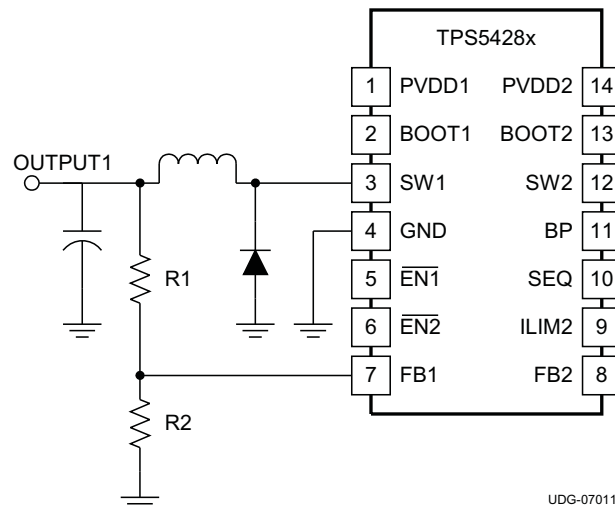 TPS5428x
1 PVDD1 PVDD2 14
2 BOOT1 BOOT2 13
OUTPUT1
3 SW1 SW2 12
4 GND BP 11
R1
5 EN1 SEQ 10
6 EN2 ILIM2 9
7 FB1 FB2 8
R2
UDG-07011